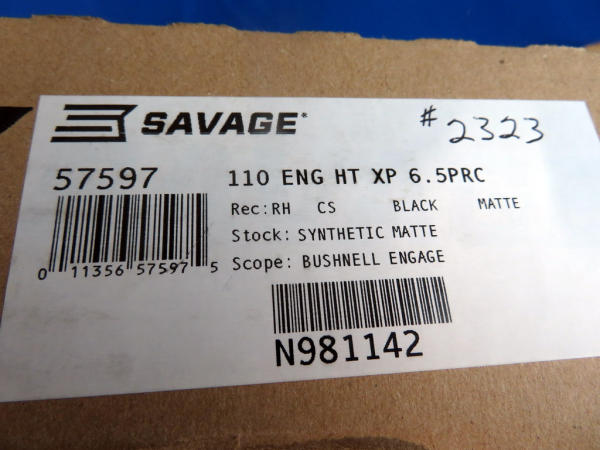 SAVAGE®
# 2323
57597
110 ENG HT XP 6.5PRC
Rec: RH CS BLACK MATTE
Stock: SYNTHETIC MATTE
Scope: BUSHNELL ENGAGE
0 11356 57597 5
N981142